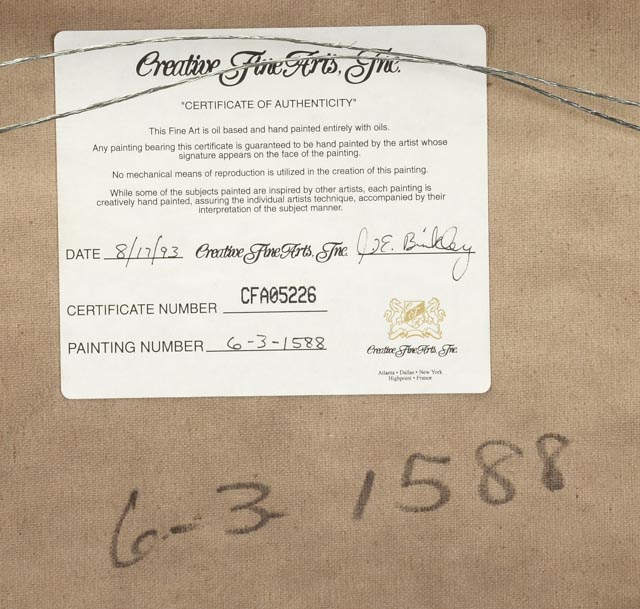 Creative Fine Arts, Inc.
"CERTIFICATE OF AUTHENTICITY"
This Fine Art is oil based and hand painted entirely with oils.
Any painting bearing this certificate is guaranteed to be hand painted by the artist whose
signature appears on the face of the painting.
No mechanical means of reproduction is utilized in the creation of this painting.
While some of the subjects painted are inspired by other artists, each painting is
creatively hand painted, assuring the individual artists technique, accompanied by their
interpretation of the subject manner.
DATE 8/17/93 Creative Fine Arts, Inc. E. Binkley
CERTIFICATE NUMBER CFA05226
PAINTING NUMBER 6-3-1588
Creative Fine Arts, Inc.
Atlanta • Dallas • New York
Highpoint • France
6-3 1588